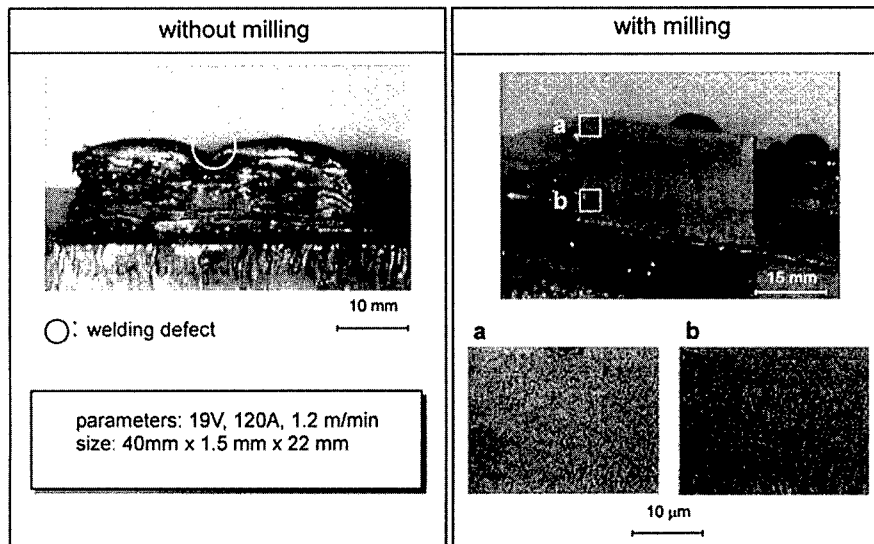 without milling
10 mm
: welding defect
parameters: 19V, 120A, 1.2 m/min
size: 40mm x 1.5 mm x 22 mm
with milling
a
b
15 mm
a
b
10 µm